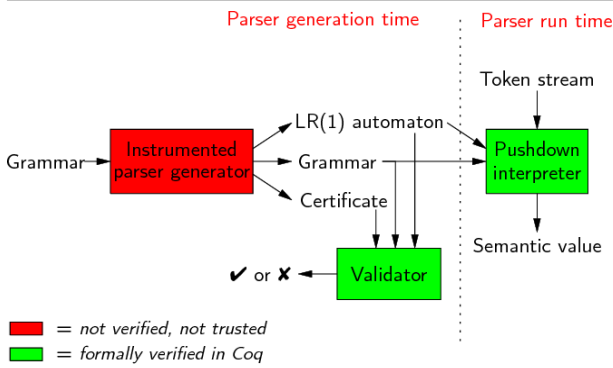 Parser generation time
Parser run time
Token stream
LR(1) automaton
Grammar
Instrumented
parser generator
Grammar
Pushdown
interpreter
Certificate
Semantic value
✔ or ✘
Validator
= not verified, not trusted
= formally verified in Coq